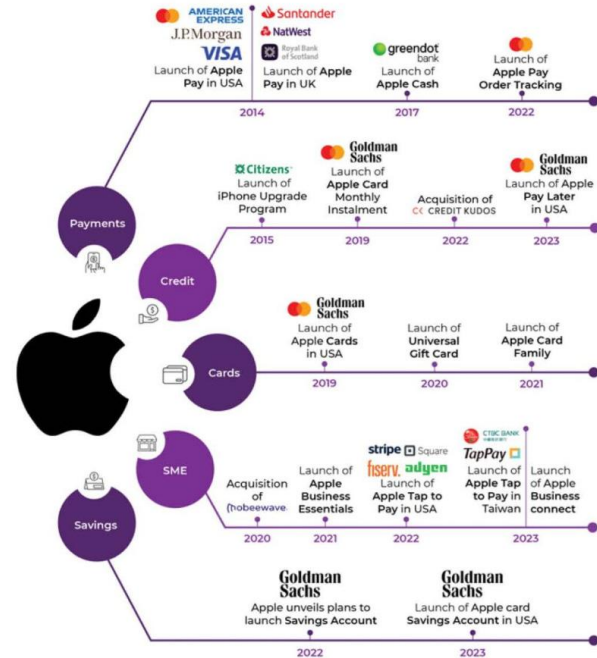 AMERICAN
EXPRESS
J.P.Morgan
VISA
Launch of Apple
Pay in USA
Santander
NatWest
Royal Bank
of Scotland
Launch of Apple
Pay in UK
2014
greendot
bank
Launch of
Apple Cash
2017
Launch of
Apple Pay
Order Tracking
2022
Payments
Citizens
Launch of
iPhone Upgrade
Program
2015
Goldman
Sachs
Launch of
Apple Card
Monthly
Instalment
2019
Acquisition of
CREDIT KUDOS
2022
Goldman
Sachs
Launch of Apple
Pay Later
in USA
2023
Credit
Goldman
Sachs
Launch of
Apple Cards
in USA
2019
Launch of
Universal
Gift Card
2020
Launch of
Apple Card
Family
2021
Cards
SME
Acquisition
of
mobeewave
2020
Launch of
Apple
Business
Essentials
2021
stripe Square
fiserv. adyen
Launch of
Apple Tap to
Pay in USA
2022
CTBC BANK
TapPay
Launch of
Apple Tap
to Pay in
Taiwan
Launch
of Apple
Business
connect
2023
Savings
Goldman
Sachs
Apple unveils plans to
launch Savings Account
2022
Goldman
Sachs
Launch of Apple card
Savings Account in USA
2023